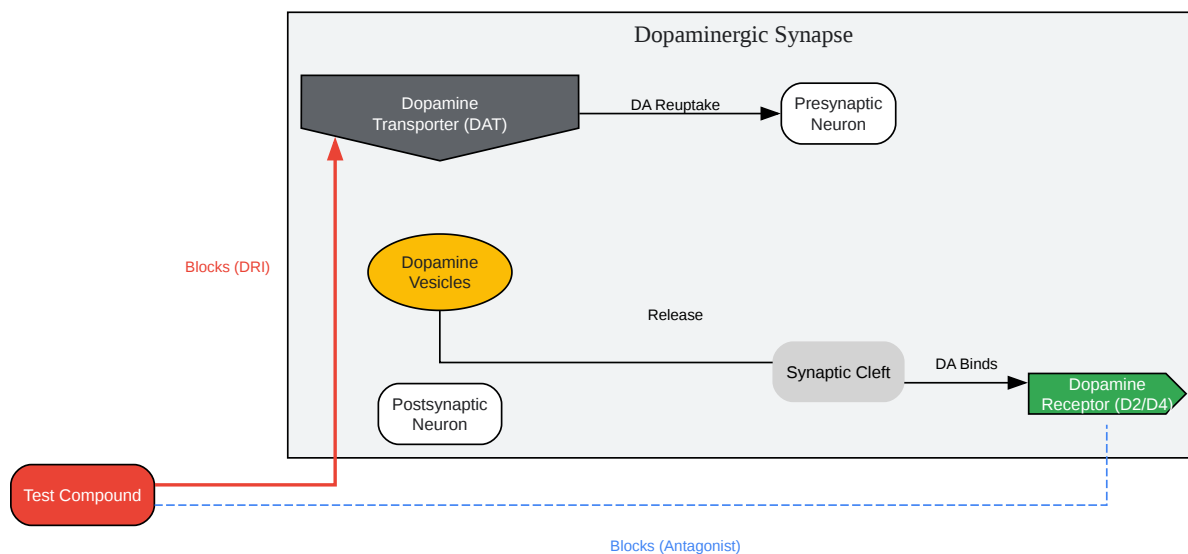 Dopaminergic Synapse
Dopamine
Transporter (DAT)
DA Reuptake
Presynaptic
Neuron
Blocks (DRI)
Dopamine
Vesicles
Release
Synaptic Cleft
DA Binds
Dopamine
Receptor (D2/D4)
Postsynaptic
Neuron
Test Compound
Blocks (Antagonist)